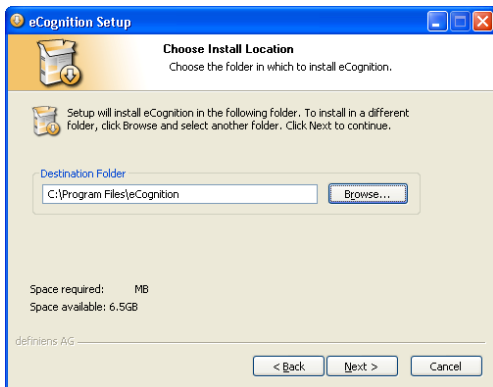 eCognition Setup
Choose Install Location
Choose the folder in which to install eCognition.
Setup will install eCognition in the following folder. To install in a different
folder, click Browse and select another folder. Click Next to continue.
Destination Folder
C:\Program Files\eCognition
Browse...
Space required: MB
Space available: 6.5GB
definiens AG
< Back
Next >
Cancel